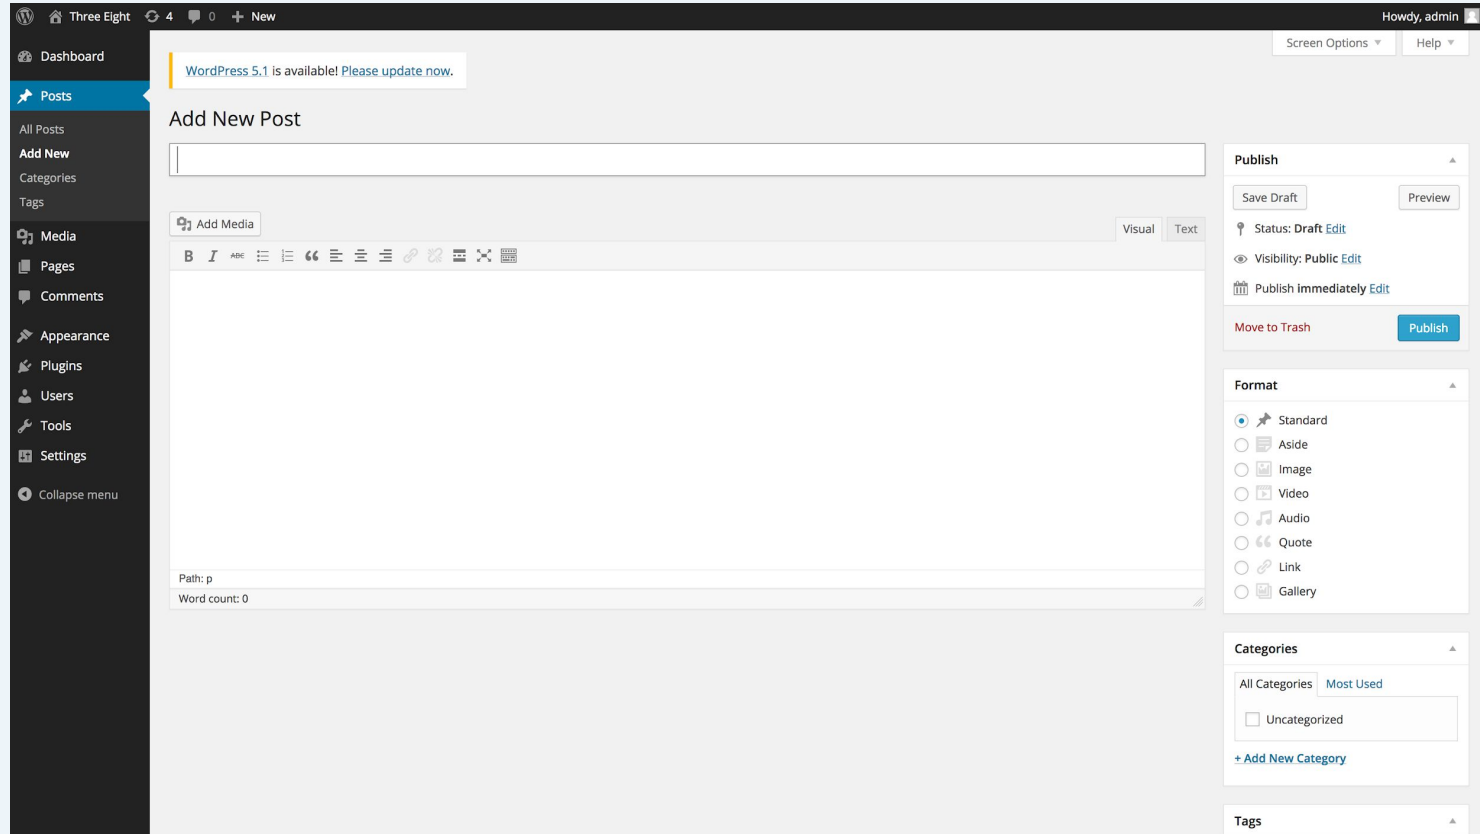 Three Eight 4 0 + New Howdy, admin
Dashboard
Posts
All Posts
Add New
Categories
Tags
Media
Pages
Comments
Appearance
Plugins
Users
Tools
Settings
Collapse menu
Screen Options Help
WordPress 5.1 is available! Please update now.
Add New Post
Add Media
Visual Text
B I ABC
Path: p
Word count: 0
Publish
Save Draft Preview
Status: Draft Edit
Visibility: Public Edit
Publish immediately Edit
Move to Trash Publish
Format
Standard
Aside
Image
Video
Audio
Quote
Link
Gallery
Categories
All Categories Most Used
Uncategorized
+ Add New Category
Tags